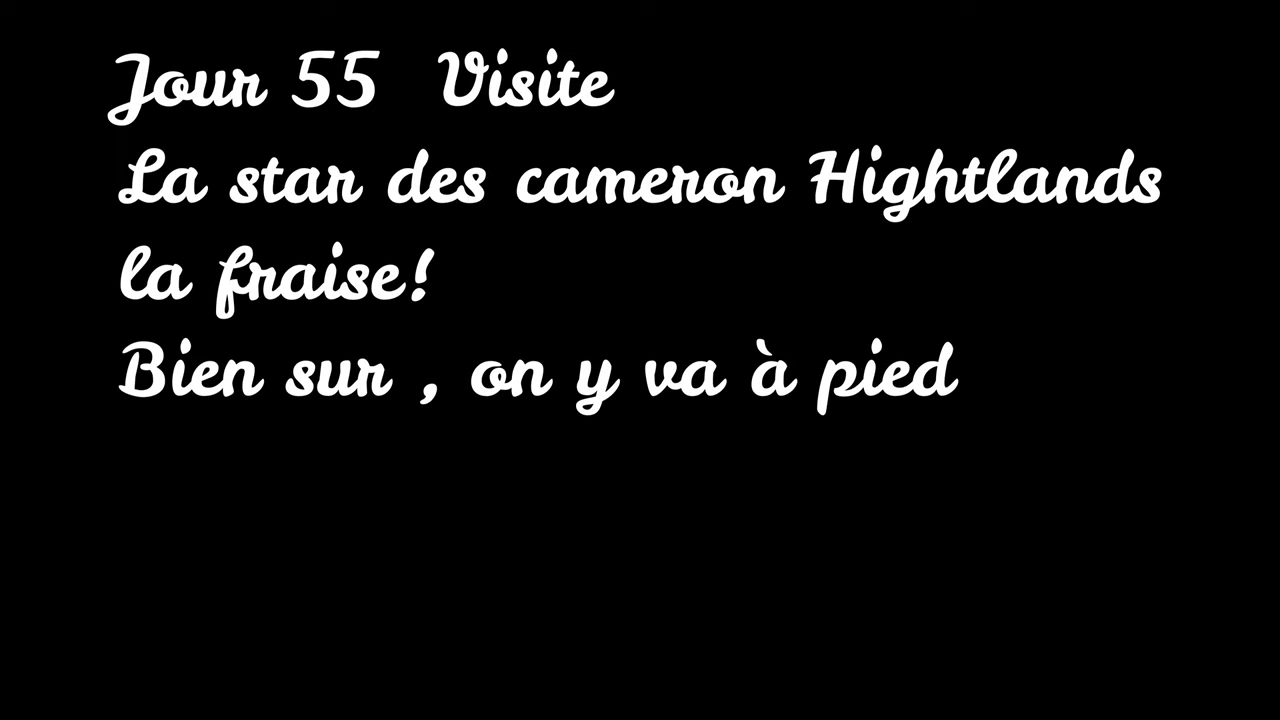 Jour 55 Visite
La star des cameron Hightlands
la fraise!
Bien sur , on y va à pied